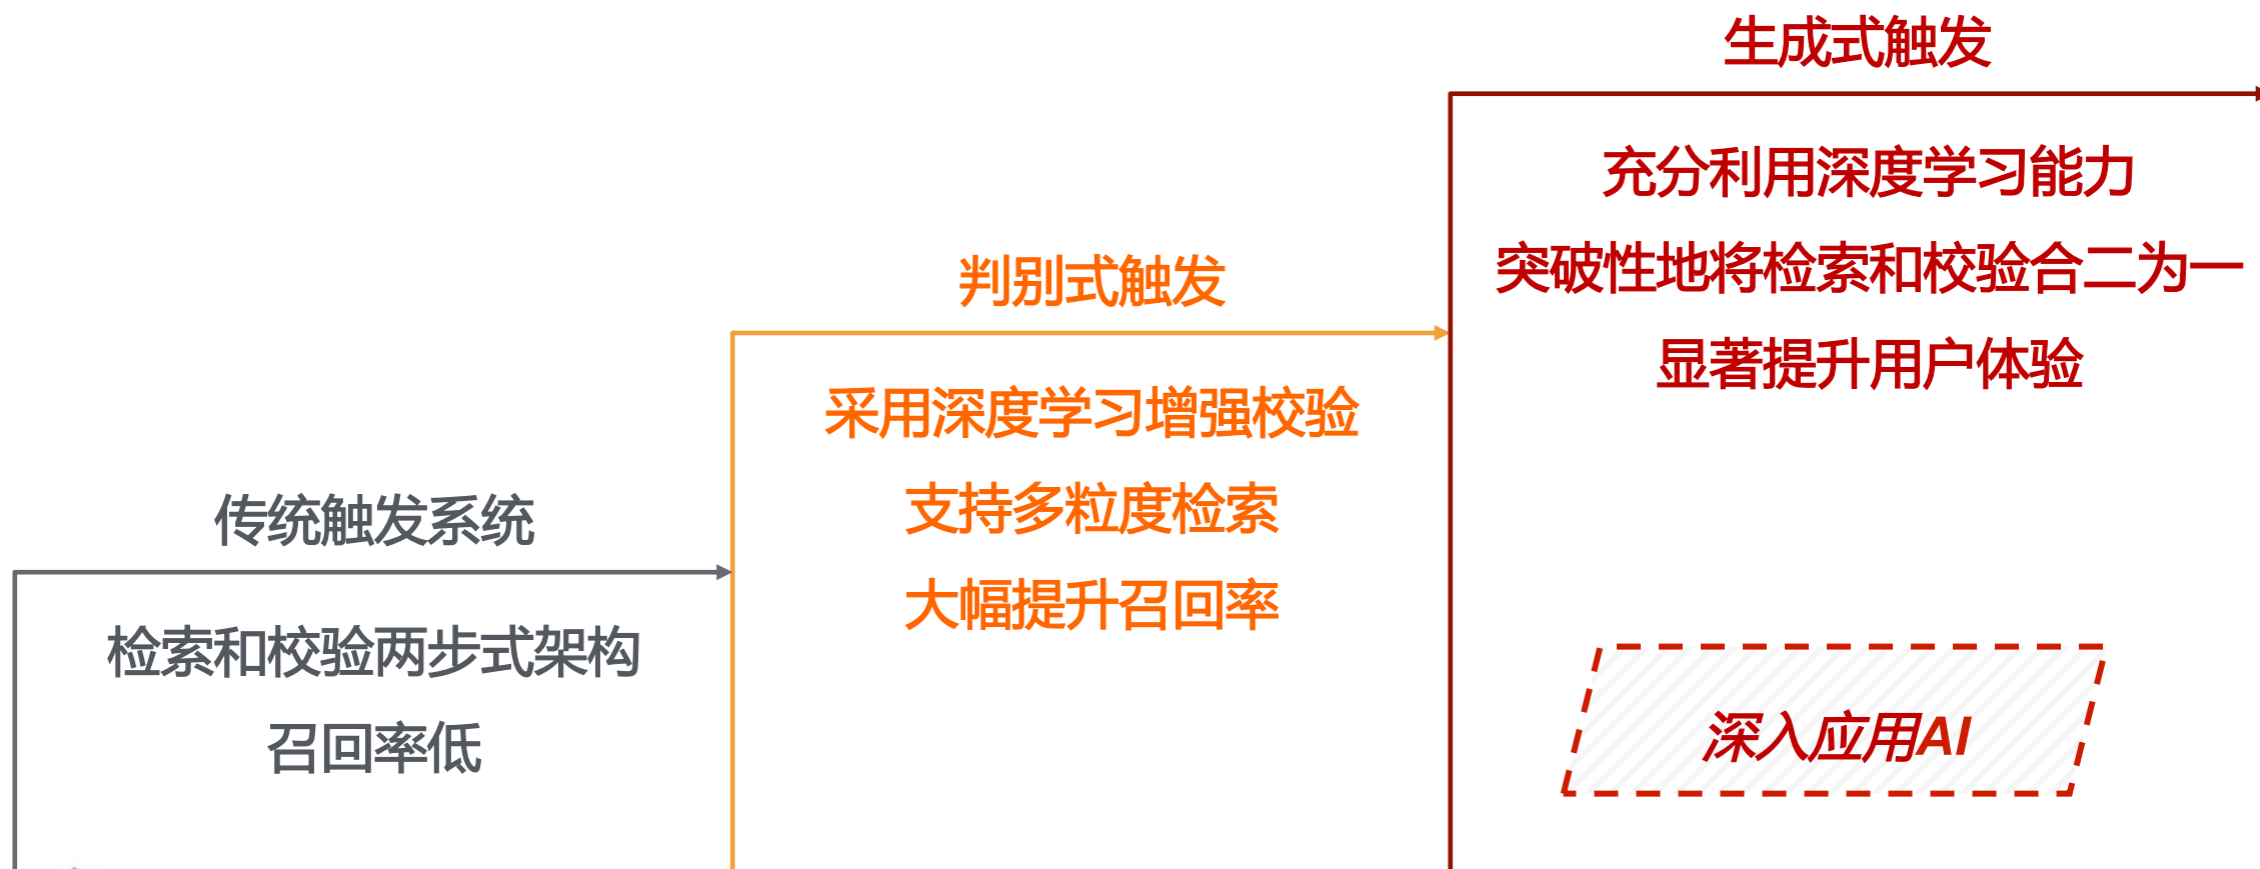 传统触发系统
检索和校验两步式架构
召回率低
判别式触发
采用深度学习增强校验
支持多粒度检索
大幅提升召回率
生成式触发
充分利用深度学习能力
突破性地将检索和校验合二为一
显著提升用户体验
深入应用AI